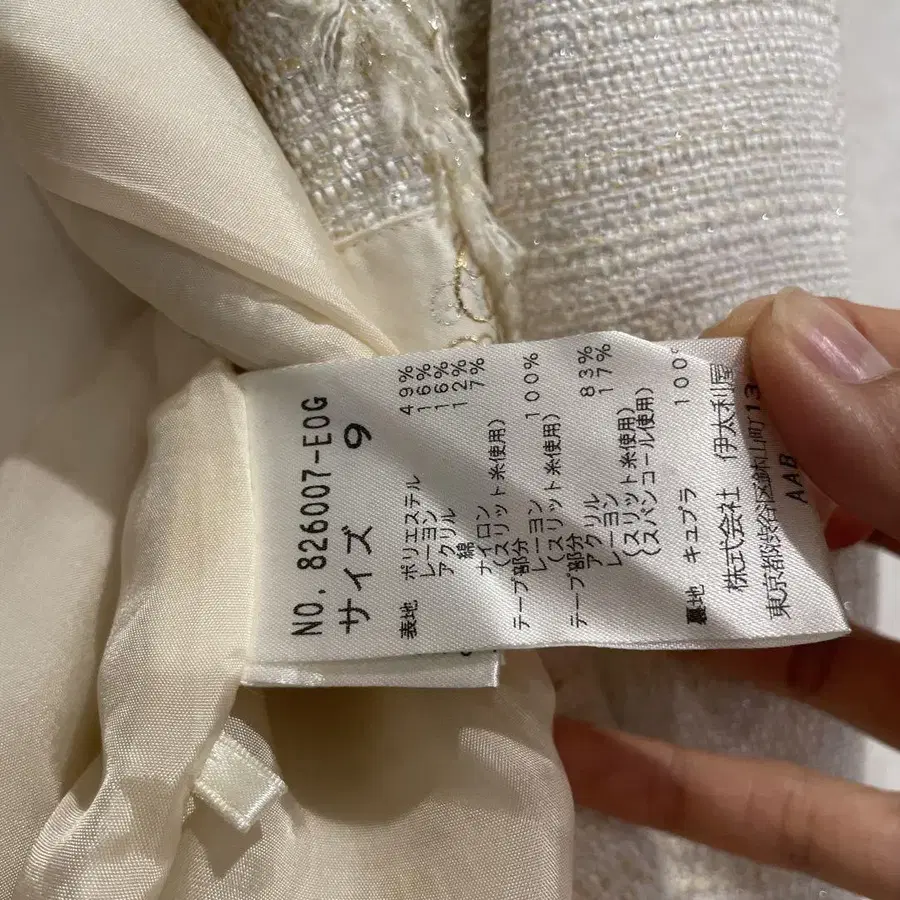 NO. 826007-E0G
サイズ 9
表地 ポリエステル 49%
レーヨン 16%
アクリル 16%
綿 12%
ナイロン 7%
(スリット糸使用)
テープ部分
レーヨン 100%
(スリット糸使用)
テープ部分
アクリル 83%
レーヨン 17%
(スリット糸使用)
(スパンコール使用)
裏地 キュプラ 100%
株式会社 伊太利屋
東京都渋谷区鉢山町13
AAB